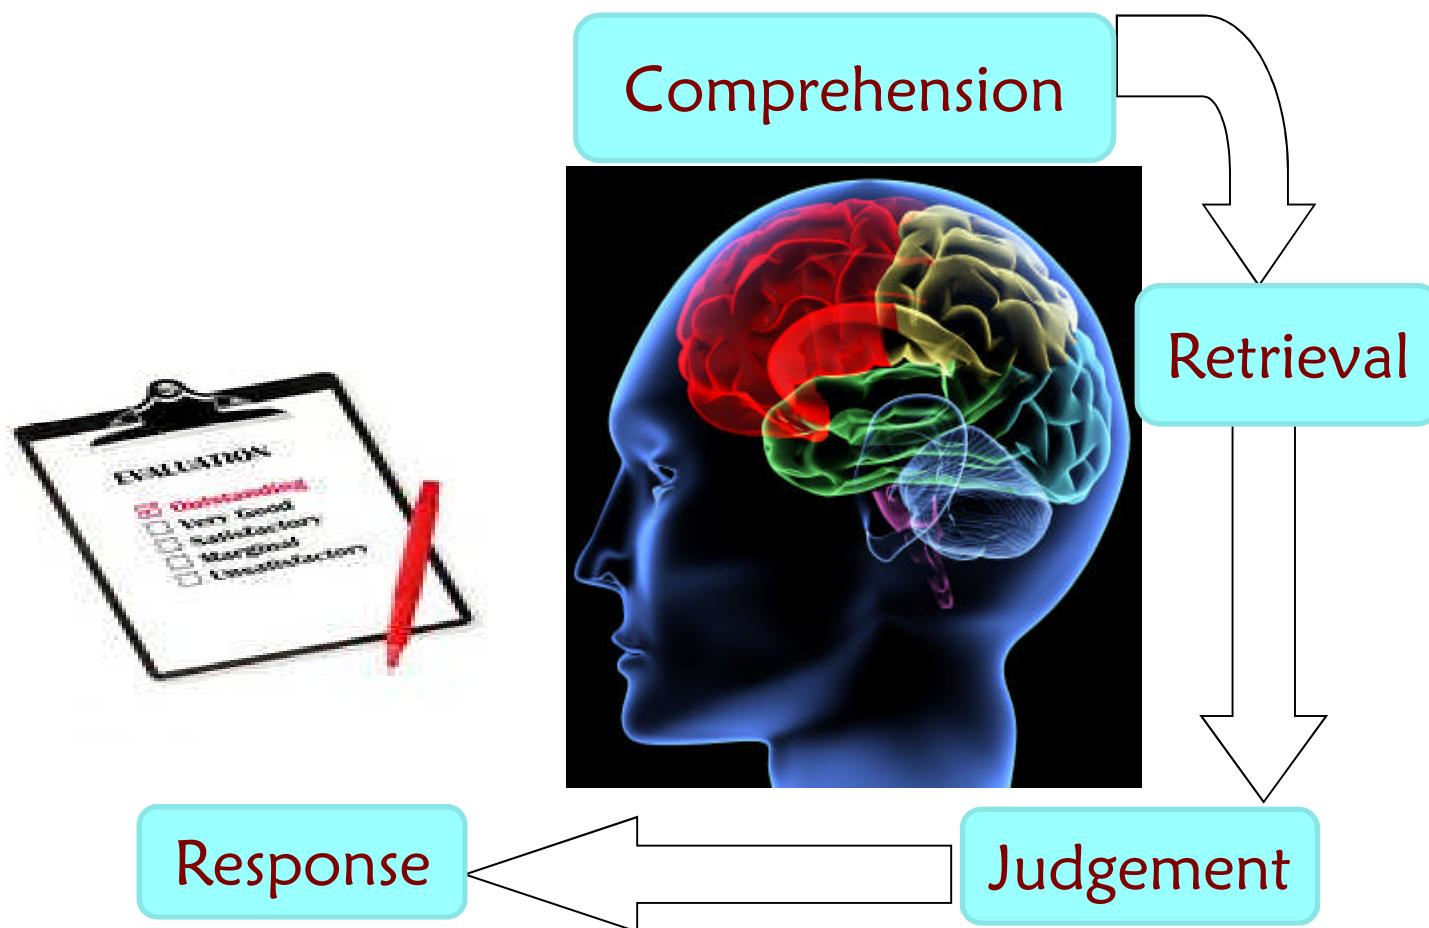 Comprehension
Retrieval
EVALUATION
Outstanding
Very Good
Satisfactory
Marginal
Unsatisfactory
Response
Judgement